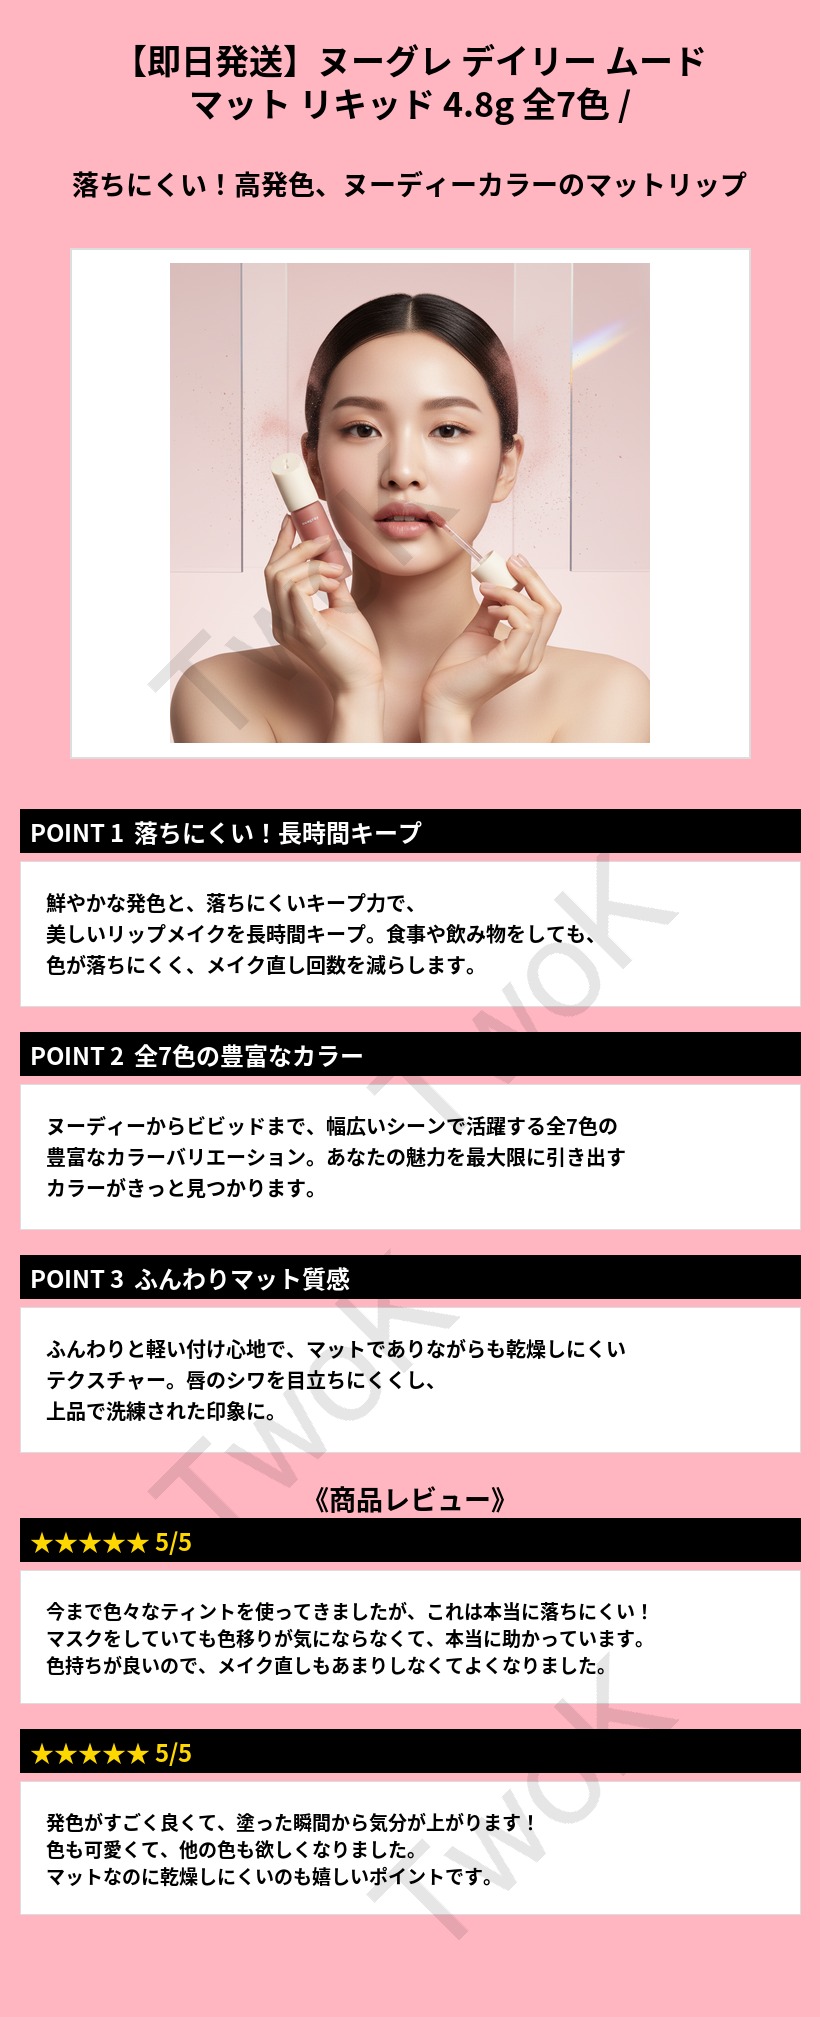 【即日発送】ヌーグレ デイリー ムード
マット リキッド 4.8g 全7色 /
落ちにくい！高発色、ヌーディーカラーのマットリップ
TwoK
POINT 1 落ちにくい！長時間キープ
鮮やかな発色と、落ちにくいキープ力で、
美しいリップメイクを長時間キープ。食事や飲み物をしても、
色が落ちにくく、メイク直し回数を減らします。
TwoK
POINT 2 全7色の豊富なカラー
ヌーディーからビビッドまで、幅広いシーンで活躍する全7色の
豊富なカラーバリエーション。あなたの魅力を最大限に引き出す
カラーがきっと見つかります。
POINT 3 ふんわりマット質感
ふんわりと軽い付け心地で、マットでありながらも乾燥しにくい
テクスチャー。唇のシワを目立ちにくくし、
上品で洗練された印象に。
TwoK
《商品レビュー》
★★★★★ 5/5
今まで色々なティントを使ってきましたが、これは本当に落ちにくい！
マスクをしていても色移りが気にならなくて、本当に助かっています。
色持ちが良いので、メイク直しもあまりしなくてよくなりました。
★★★★★ 5/5
発色がすごく良くて、塗った瞬間から気分が上がります！
色も可愛くて、他の色も欲しくなりました。
マットなのに乾燥しにくいのも嬉しいポイントです。
TwoK